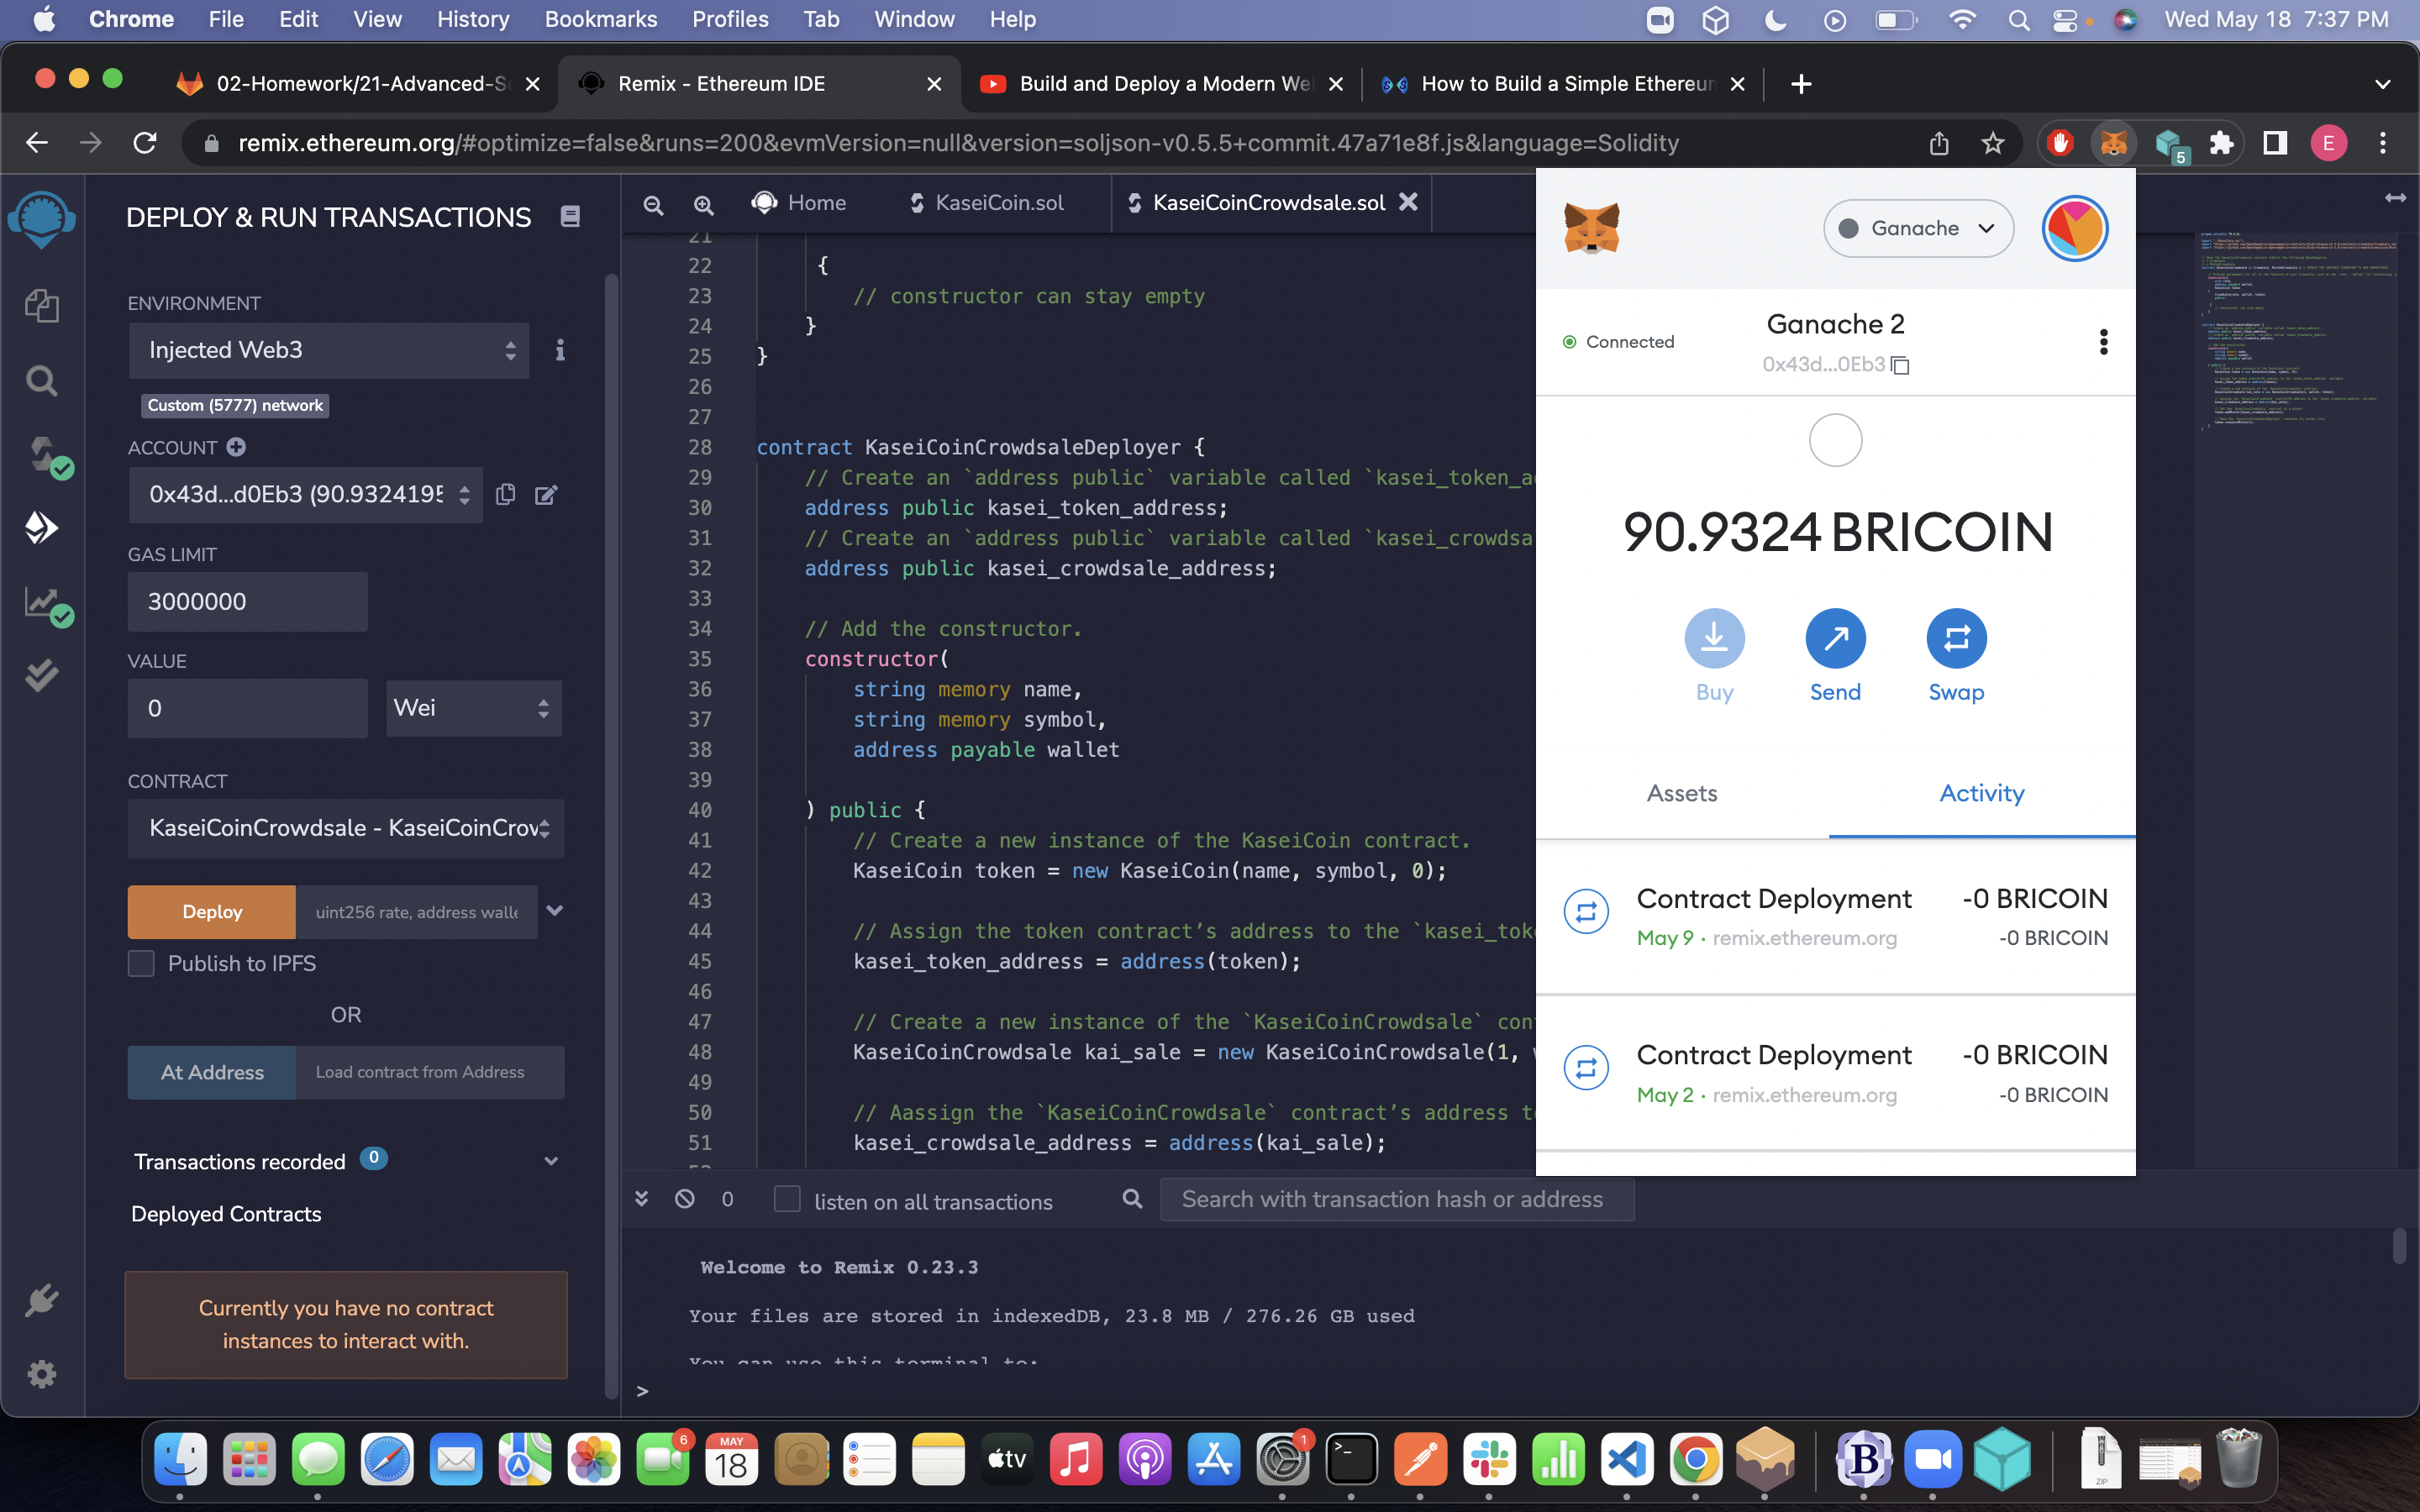 Chrome File Edit View History Bookmarks Profiles Tab Window Help Wed May 18 7:37 PM
02-Homework/21-Advanced-S Remix - Ethereum IDE Build and Deploy a Modern We How to Build a Simple Ethereum
remix.ethereum.org/#optimize=false&runs=200&evmVersion=null&version=soljson-v0.5.5+commit.47a71e8f.js&language=Solidity
5
E
DEPLOY & RUN TRANSACTIONS
ENVIRONMENT
Injected Web3
Custom (5777) network
ACCOUNT
0x43d...d0Eb3 (90.9324195
GAS LIMIT
3000000
VALUE
0
Wei
CONTRACT
KaseiCoinCrowdsale - KaseiCoinCrow
Deploy
uint256 rate, address walle
Publish to IPFS
OR
At Address
Load contract from Address
Transactions recorded 0
Deployed Contracts
Currently you have no contract
instances to interact with.
Home
KaseiCoin.sol
KaseiCoinCrowdsale.sol
21
22 {
23 // constructor can stay empty
24 }
25 }
26
27
28 contract KaseiCoinCrowdsaleDeployer {
29 // Create an `address public` variable called `kasei_token_a
30 address public kasei_token_address;
31 // Create an `address public` variable called `kasei_crowdsa
32 address public kasei_crowdsale_address;
33
34 // Add the constructor.
35 constructor(
36 string memory name,
37 string memory symbol,
38 address payable wallet
39
40 ) public {
41 // Create a new instance of the KaseiCoin contract.
42 KaseiCoin token = new KaseiCoin(name, symbol, 0);
43
44 // Assign the token contract’s address to the `kasei_tok
45 kasei_token_address = address(token);
46
47 // Create a new instance of the `KaseiCoinCrowdsale` con
48 KaseiCoinCrowdsale kai_sale = new KaseiCoinCrowdsale(1,
49
50 // Aassign the `KaseiCoinCrowdsale` contract’s address t
51 kasei_crowdsale_address = address(kai_sale);
Ganache
Connected
Ganache 2
0x43d...0Eb3
90.9324 BRICOIN
Buy
Send
Swap
Assets
Activity
Contract Deployment -0 BRICOIN
May 9 · remix.ethereum.org -0 BRICOIN
Contract Deployment -0 BRICOIN
May 2 · remix.ethereum.org -0 BRICOIN
0
listen on all transactions
Search with transaction hash or address
Welcome to Remix 0.23.3
Your files are stored in indexedDB, 23.8 MB / 276.26 GB used
You can use this terminal to:
>
6
MAY
18
tv
1
B
ZIP